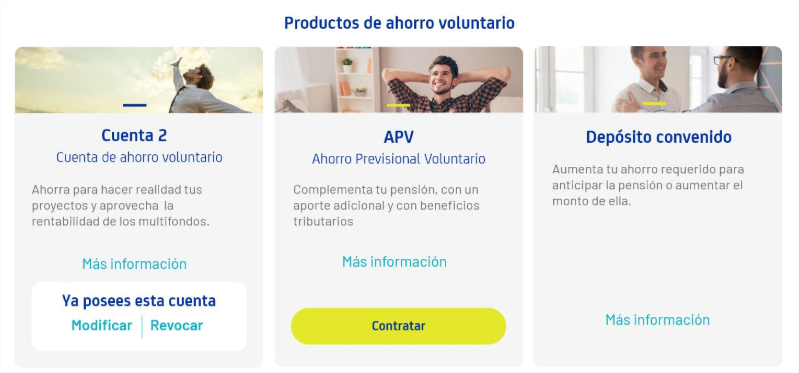 Productos de ahorro voluntario
Cuenta 2
Cuenta de ahorro voluntario
Ahorra para hacer realidad tus
proyectos y aprovecha la
rentabilidad de los multifondos.
Más información
Ya posees esta cuenta
Modificar | Revocar
APV
Ahorro Previsional Voluntario
Complementa tu pensión, con un
aporte adicional y con beneficios
tributarios
Más información
Contratar
Depósito convenido
Aumenta tu ahorro requerido para
anticipar la pensión o aumentar el
monto de ella.
Más información